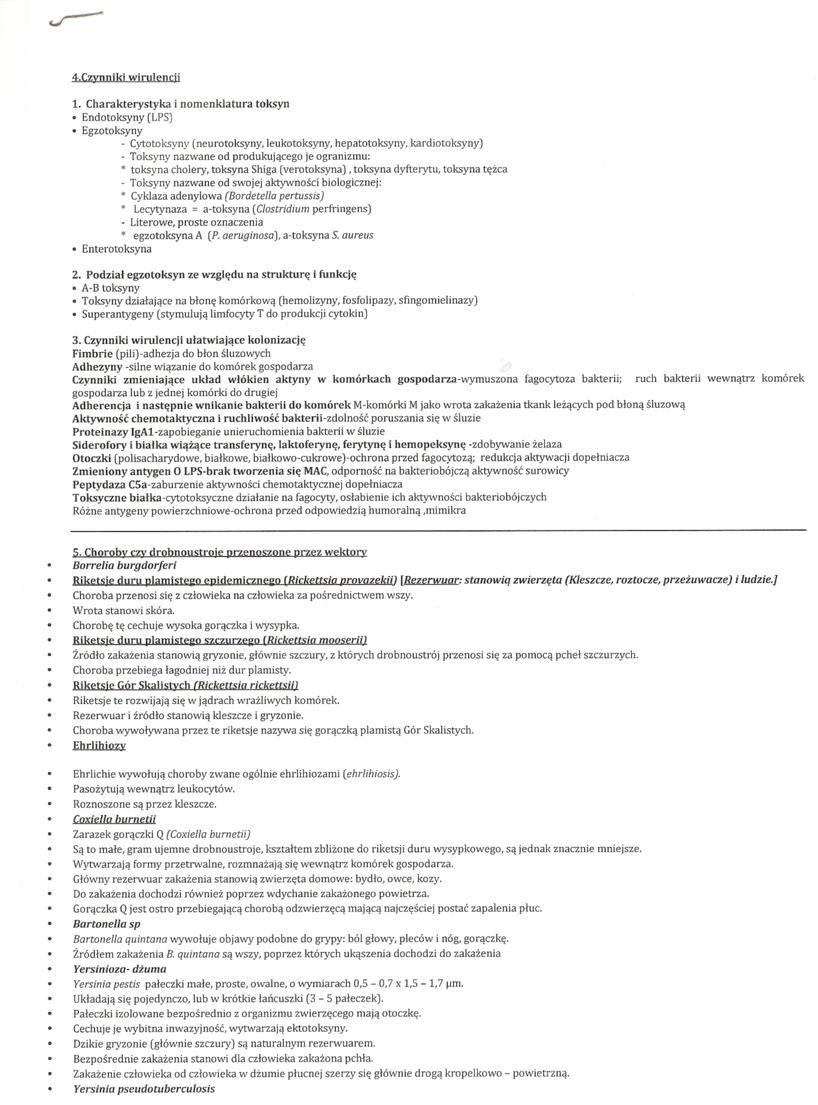 4.Czynniki wirulencji
1. Charakterystyka i nomenklatura toksyn
• Endotoksyny (LPS)
• Egzotoksyny
- Cytotoksyny (neurotoksyny, leukotoksyny, hepatotoksyny, kardiotoksyny)
- Toksyny nazwane od produkującego je ogranizmu:
* toksyna cholery, toksyna Shiga (verotoksyna) , toksyna dyfterytu, toksyna tężca
- Toksyny nazwane od swojej aktywności biologicznej:
* Cyklaza adenylowa (Bordetella pertussis)
* Lecytynaza = a-toksyna (Clostridium perfringens)
- Literowe, proste oznaczenia
* egzotoksyna A (P. aeruginosa), a-toksyna S. aureus
• Enterotoksyna
2. Podział egzotoksyn ze względu na strukturę i funkcję
• A-B toksyny
• Toksyny działające na błonę komórkową (hemolizyny, fosfolipazy, sfingomielinazy)
• Superantygeny (stymulują limfocyty T do produkcji cytokin)
3. Czynniki wirulencji ułatwiające kolonizację
Fimbrie (pili)-adhezja do błon śluzowych
Adhezyny -silne wiązanie do komórek gospodarza
Czynniki zmieniające układ włókien aktyny w komórkach gospodarza-wymuszona fagocytoza bakterii; ruch bakterii wewnątrz komórek
gospodarza lub z jednej komórki do drugiej
Adherencja i następnie wnikanie bakterii do komórek M-komórki M jako wrota zakażenia tkank leżących pod błoną śluzową
Aktywność chemotaktyczna i ruchliwość bakterii-zdolność poruszania się w śluzie
Proteinazy IgA1-zapobieganie unieruchomienia bakterii w śluzie
Siderofory i białka wiążące transferynę, laktoferynę, ferytynę i hemopeksynę -zdobywanie żelaza
Otoczki (polisacharydowe, białkowe, białkowo-cukrowe)-ochrona przed fagocytozą; redukcja aktywacji dopełniacza
Zmieniony antygen O LPS-brak tworzenia się MAC, odporność na bakteriobójczą aktywność surowicy
Peptydaza C5a-zaburzenie aktywności chemotaktycznej dopełniacza
Toksyczne białka-cytotoksyczne działanie na fagocyty, osłabienie ich aktywności bakteriobójczych
Różne antygeny powierzchniowe-ochrona przed odpowiedzią humoralną ,mimikra
5. Choroby czy drobnoustroje przenoszone przez wektory
• Borrelia burgdorferi
• Riketsje duru plamistego epidemicznego (Rickettsia provazekii) [Rezerwuar: stanowią zwierzęta (Kleszcze, roztocze, przeżuwacze) i ludzie.]
• Choroba przenosi się z człowieka na człowieka za pośrednictwem wszy.
• Wrota stanowi skóra.
• Chorobę tę cechuje wysoka gorączka i wysypka.
• Riketsje duru plamistego szczurzego (Rickettsia mooserii)
• Źródło zakażenia stanowią gryzonie, głównie szczury, z których drobnoustrój przenosi się za pomocą pcheł szczurzych.
• Choroba przebiega łagodniej niż dur plamisty.
• Riketsje Gór Skalistych (Rickettsia rickettsii)
• Riketsje te rozwijają się w jądrach wrażliwych komórek.
• Rezerwuar i źródło stanowią kleszcze i gryzonie.
• Choroba wywoływana przez te riketsje nazywa się gorączką plamistą Gór Skalistych.
• Ehrlihiozy
• Ehrlichie wywołują choroby zwane ogólnie ehrlihiozami (ehrlihiosis).
• Pasożytują wewnątrz leukocytów.
• Roznoszone są przez kleszcze.
• Coxiella burnetii
• Zarazek gorączki Q (Coxiella burnetii)
• Są to małe, gram ujemne drobnoustroje, kształtem zbliżone do riketsji duru wysypkowego, są jednak znacznie mniejsze.
• Wytwarzają formy przetrwalne, rozmnażają się wewnątrz komórek gospodarza.
• Główny rezerwuar zakażenia stanowią zwierzęta domowe: bydło, owce, kozy.
• Do zakażenia dochodzi również poprzez wdychanie zakażonego powietrza.
• Gorączka Q jest ostro przebiegającą chorobą odzwierzęcą mającą najczęściej postać zapalenia płuc.
• Bartonella sp
• Bartonella quintana wywołuje objawy podobne do grypy: ból głowy, pleców i nóg, gorączkę.
• Źródłem zakażenia B. quintana są wszy, poprzez których ukąszenia dochodzi do zakażenia
• Yersinioza- dżuma
• Yersinia pestis pałeczki małe, proste, owalne, o wymiarach 0,5 – 0,7 x 1,5 – 1,7 μm.
• Układają się pojedynczo, lub w krótkie łańcuszki (3 – 5 pałeczek).
• Pałeczki izolowane bezpośrednio z organizmu zwierzęcego mają otoczkę.
• Cechuje je wybitna inwazyjność, wytwarzają ektotoksyny.
• Dzikie gryzonie (głównie szczury) są naturalnym rezerwuarem.
• Bezpośrednie zakażenia stanowi dla człowieka zakażona pchła.
• Zakażenie człowieka od człowieka w dżumie płucnej szerzy się głównie drogą kropelkowo – powietrzną.
• Yersinia pseudotuberculosis